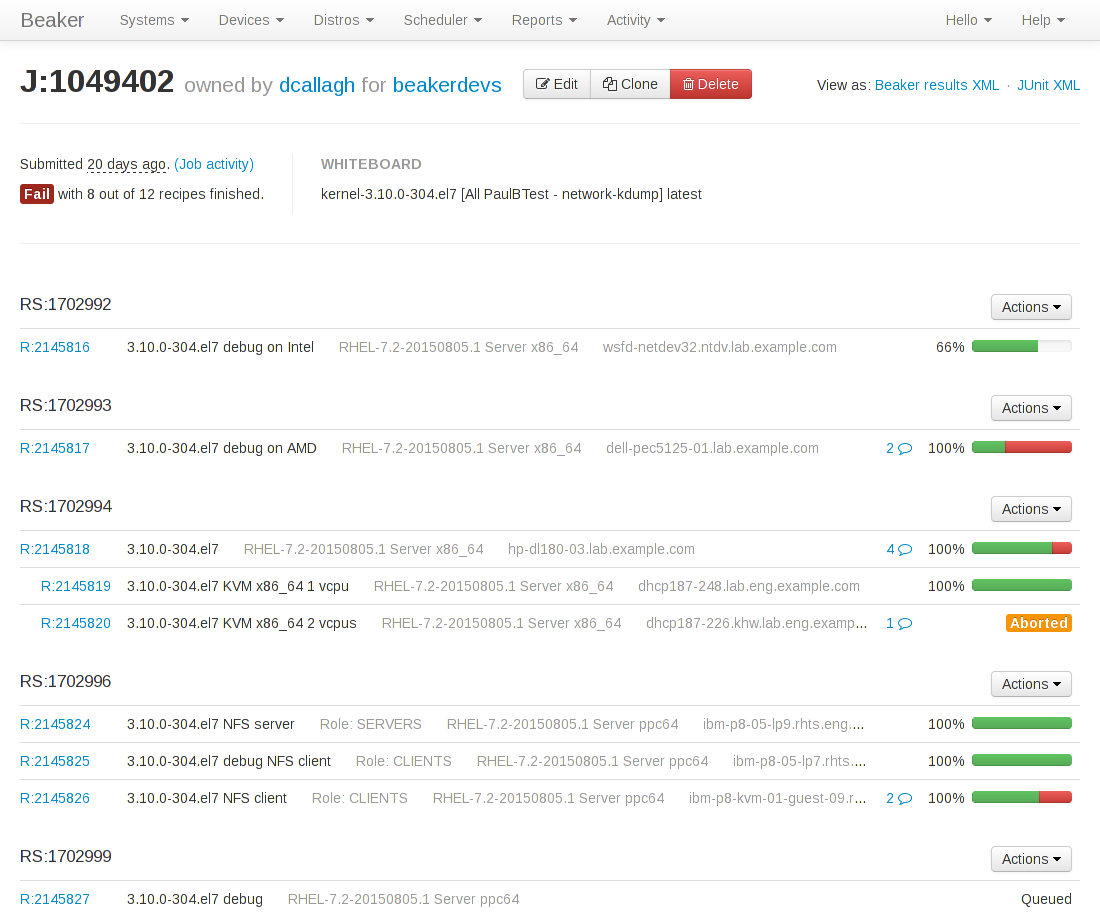 Beaker Systems Devices Distros Scheduler Reports Activity Hello Help
J:1049402 owned by dcallagh for beakerdevs Edit Clone Delete View as: Beaker results XML · JUnit XML
Submitted 20 days ago. (Job activity) WHITEBOARD
Fail with 8 out of 12 recipes finished. kernel-3.10.0-304.el7 [All PaulBTest - network-kdump] latest
RS:1702992 Actions
R:2145816 3.10.0-304.el7 debug on Intel RHEL-7.2-20150805.1 Server x86_64 wsfd-netdev32.ntdv.lab.example.com 66%
RS:1702993 Actions
R:2145817 3.10.0-304.el7 debug on AMD RHEL-7.2-20150805.1 Server x86_64 dell-pec5125-01.lab.example.com 2 100%
RS:1702994 Actions
R:2145818 3.10.0-304.el7 RHEL-7.2-20150805.1 Server x86_64 hp-dl180-03.lab.example.com 4 100%
R:2145819 3.10.0-304.el7 KVM x86_64 1 vcpu RHEL-7.2-20150805.1 Server x86_64 dhcp187-248.lab.eng.example.com 100%
R:2145820 3.10.0-304.el7 KVM x86_64 2 vcpus RHEL-7.2-20150805.1 Server x86_64 dhcp187-226.khw.lab.eng.examp... 1 Aborted
RS:1702996 Actions
R:2145824 3.10.0-304.el7 NFS server Role: SERVERS RHEL-7.2-20150805.1 Server ppc64 ibm-p8-05-lp9.rhts.eng.... 100%
R:2145825 3.10.0-304.el7 debug NFS client Role: CLIENTS RHEL-7.2-20150805.1 Server ppc64 ibm-p8-05-lp7.rhts.... 100%
R:2145826 3.10.0-304.el7 NFS client Role: CLIENTS RHEL-7.2-20150805.1 Server ppc64 ibm-p8-kvm-01-guest-09.r... 2 100%
RS:1702999 Actions
R:2145827 3.10.0-304.el7 debug RHEL-7.2-20150805.1 Server ppc64 Queued